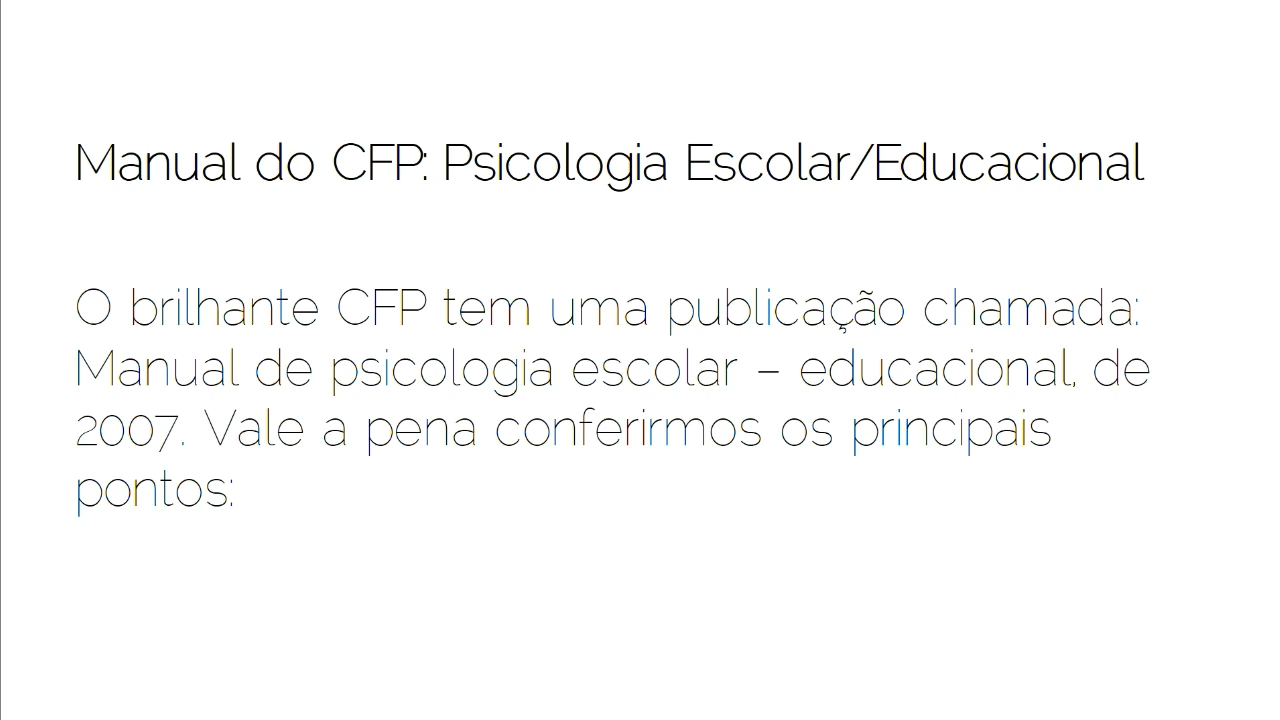 Manual do CFP: Psicologia Escolar/Educacional
O brilhante CFP tem uma publicação chamada:
Manual de psicologia escolar – educacional, de
2007. Vale a pena conferirmos os principais
pontos: